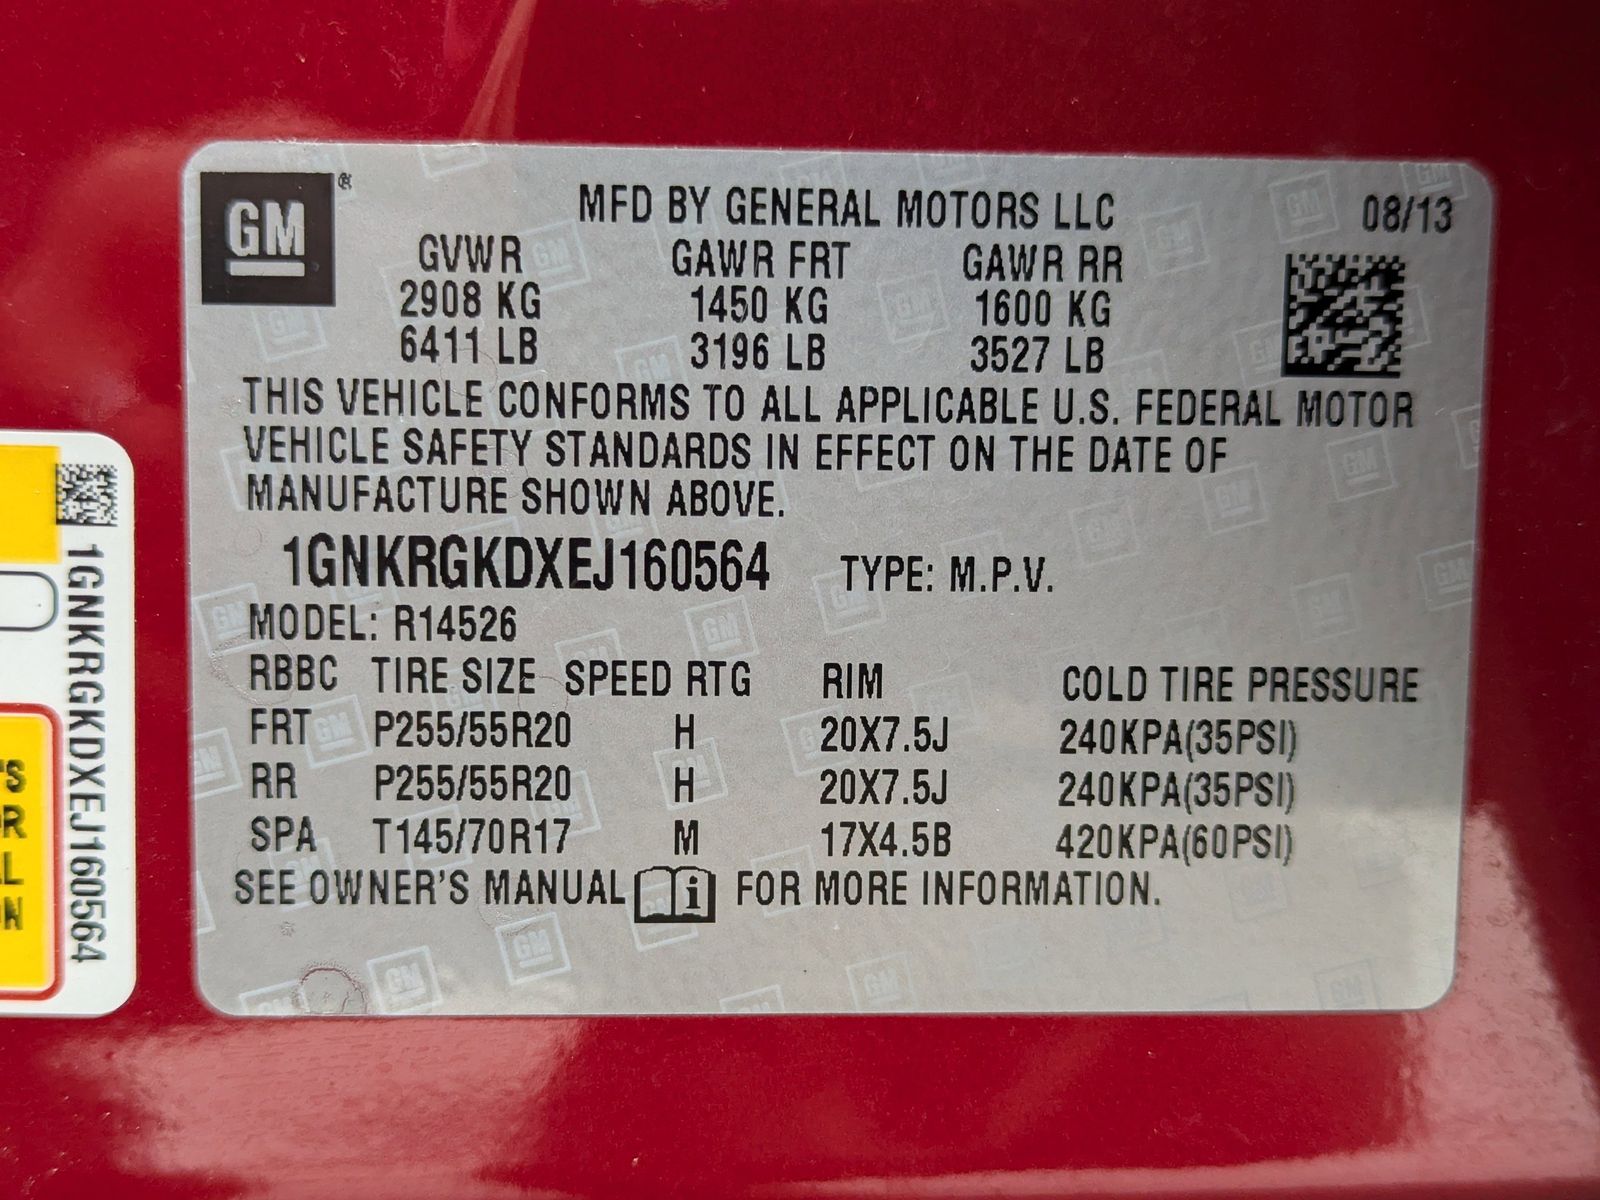 GM®
MFD BY GENERAL MOTORS LLC 08/13
GVWR GAWR FRT GAWR RR
2908 KG 1450 KG 1600 KG
6411 LB 3196 LB 3527 LB
THIS VEHICLE CONFORMS TO ALL APPLICABLE U.S. FEDERAL MOTOR
VEHICLE SAFETY STANDARDS IN EFFECT ON THE DATE OF
MANUFACTURE SHOWN ABOVE.
1GNKRGKDXEJ160564 TYPE: M.P.V.
MODEL: R14526
RBBC TIRE SIZE SPEED RTG RIM COLD TIRE PRESSURE
FRT P255/55R20 H 20X7.5J 240KPA(35PSI)
RR P255/55R20 H 20X7.5J 240KPA(35PSI)
SPA T145/70R17 M 17X4.5B 420KPA(60PSI)
SEE OWNER'S MANUAL i FOR MORE INFORMATION.
1GNKRGKDXEJ160564